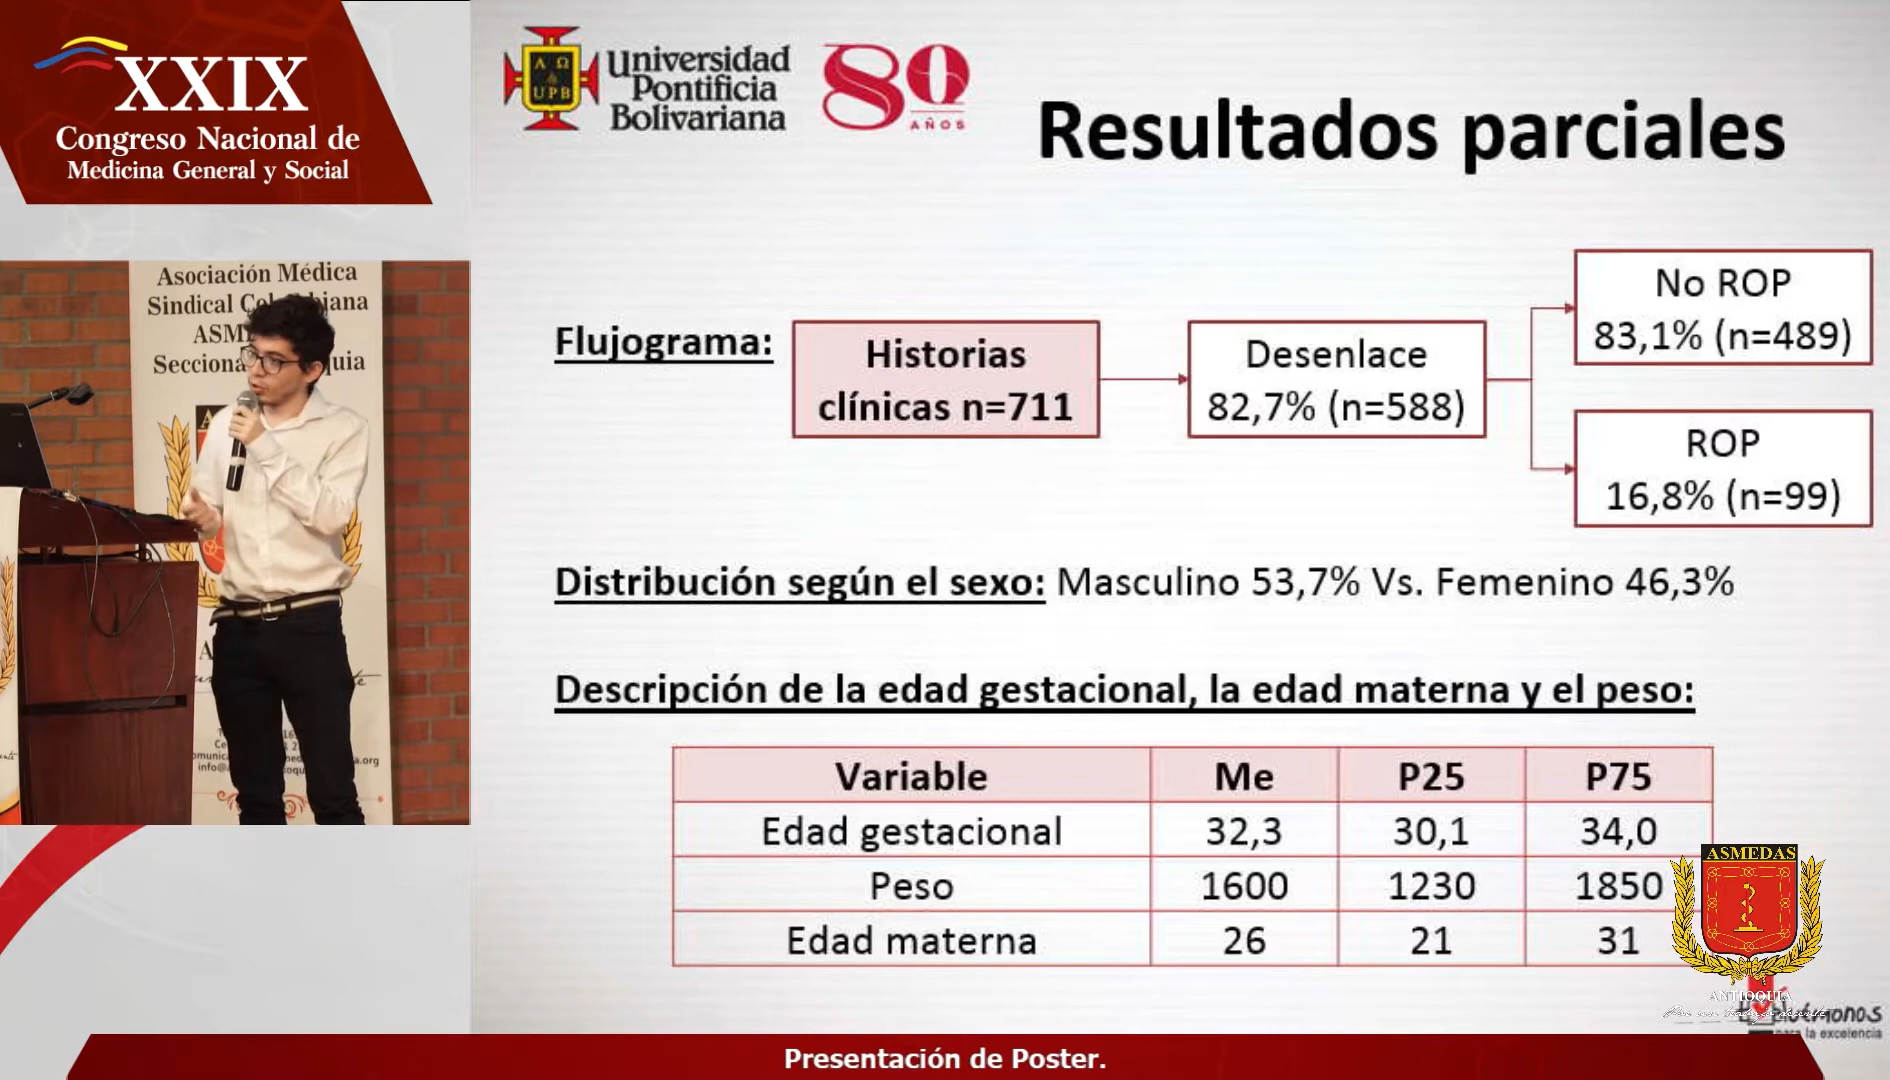 XXIX
Congreso Nacional de
Medicina General y Social
Universidad
Pontificia
Bolivariana
Α Ω
UPB
80
AÑOS
Resultados parciales
Asociación Médica
Sindical
Flujograma:
Historias
clínicas n=711
Desenlace
82,7% (n=588)
No ROP
83,1% (n=489)
ROP
16,8% (n=99)
Distribución según el sexo: Masculino 53,7% Vs. Femenino 46,3%
Descripción de la edad gestacional, la edad materna y el peso:
Variable Me P25 P75
Edad gestacional 32,3 30,1 34,0
Peso 1600 1230 1850
Edad materna 26 21 31
ASMEDAS
ANTIOQUIA
para la excelencia
Presentación de Poster.